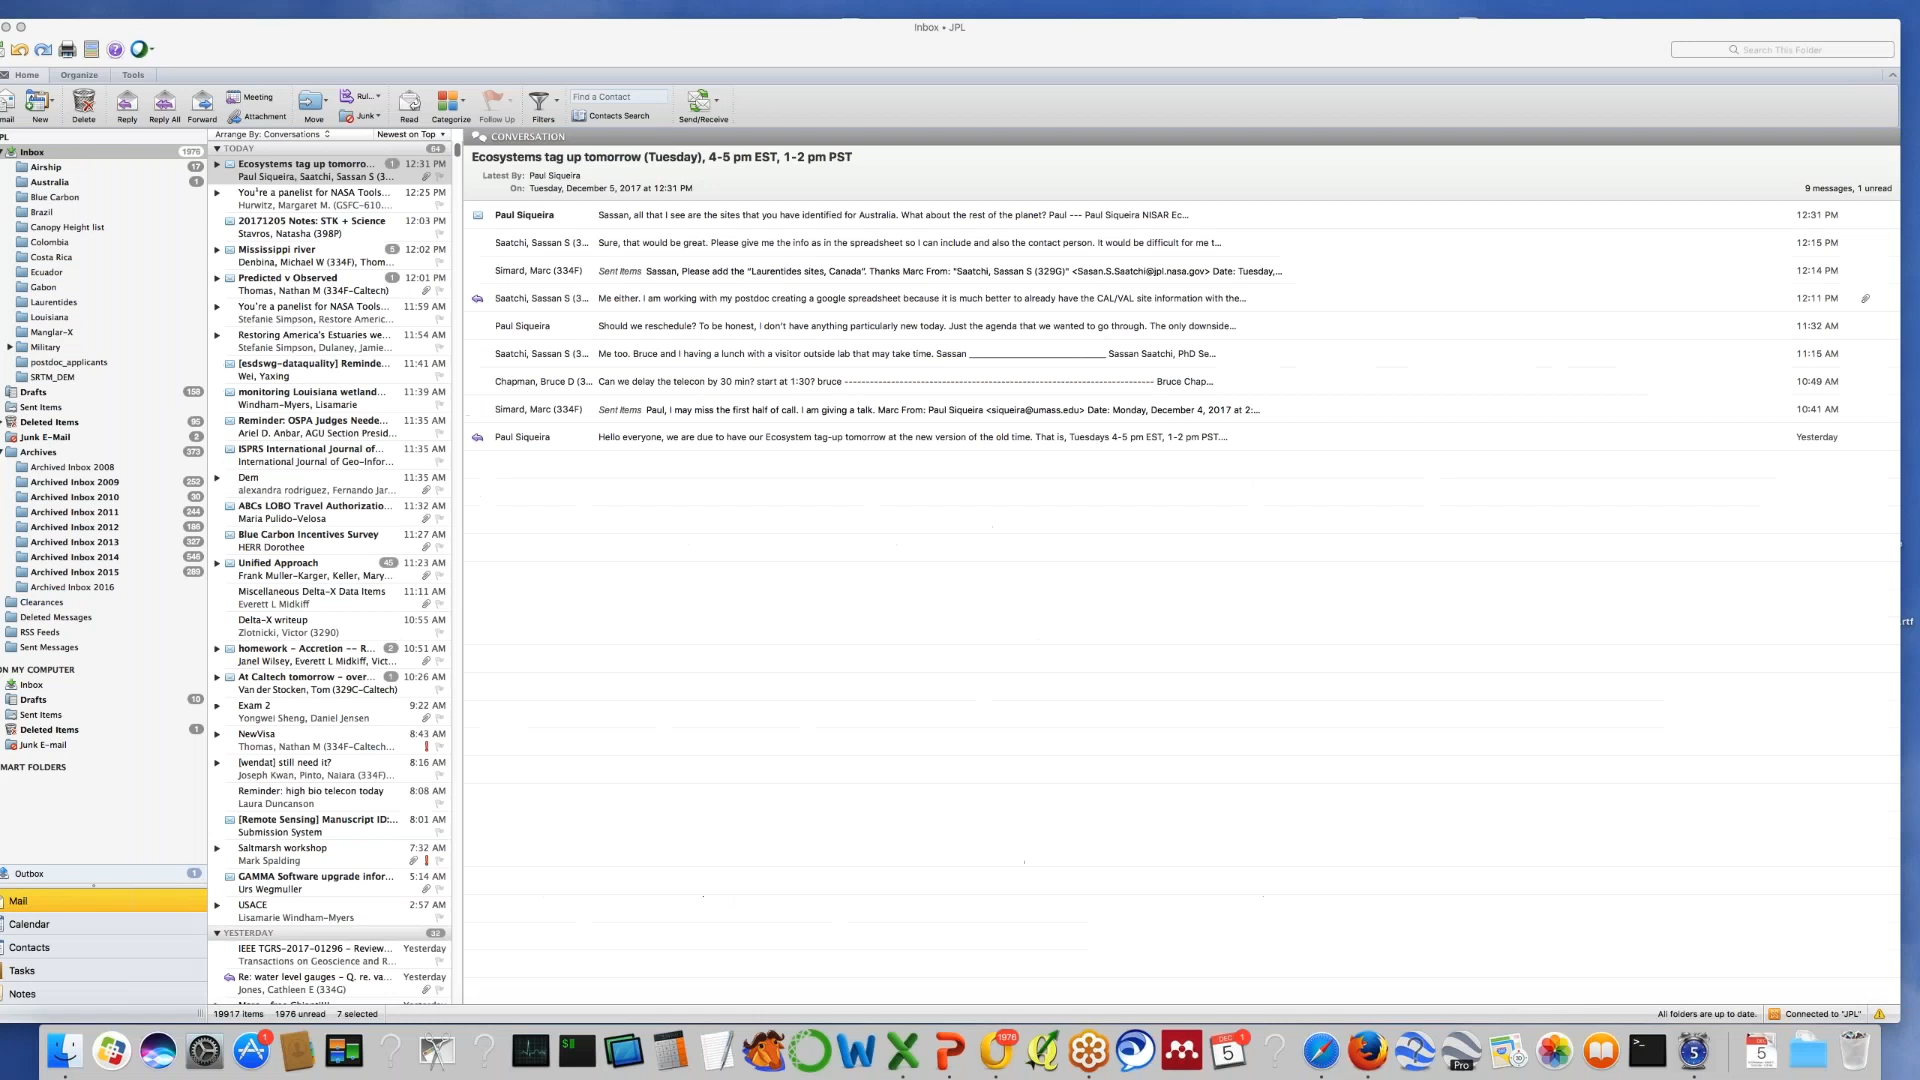 Inbox • JPL
Search This Folder
Home Organize Tools
New Delete Reply Reply All Forward Meeting Attachment Move Rul... Junk Read Categorize Follow Up Filters Find a Contact Contacts Search Send/Receive
Inbox 1976
Airship 17
Australia 1
Blue Carbon
Brazil
Canopy Height list
Colombia
Costa Rica
Ecuador
Gabon
Laurentides
Louisiana
Manglar-X
Military
postdoc_applicants
SRTM_DEM
Drafts 158
Sent Items
Deleted Items 95
Junk E-Mail 2
Archives 373
Archived Inbox 2008
Archived Inbox 2009 252
Archived Inbox 2010 30
Archived Inbox 2011 244
Archived Inbox 2012 186
Archived Inbox 2013 327
Archived Inbox 2014 546
Archived Inbox 2015 289
Archived Inbox 2016
Clearances
Deleted Messages
RSS Feeds
Sent Messages
ON MY COMPUTER
Inbox
Drafts 10
Sent Items
Deleted Items 1
Junk E-mail
MART FOLDERS
Outbox 1
Mail
Calendar
Contacts
Tasks
Notes
Arrange By: Conversations Newest on Top
TODAY 64
Ecosystems tag up tomorro... 1 12:31 PM
Paul Siqueira, Saatchi, Sassan S (3...
You're a panelist for NASA Tools... 12:25 PM
Hurwitz, Margaret M. (GSFC-610....
20171205 Notes: STK + Science 12:03 PM
Stavros, Natasha (398P)
Mississippi river 5 12:02 PM
Denbina, Michael W (334F), Thom...
Predicted v Observed 1 12:01 PM
Thomas, Nathan M (334F-Caltech)
You're a panelist for NASA Tools... 11:59 AM
Stefanie Simpson, Restore Americ...
Restoring America's Estuaries we... 11:54 AM
Stefanie Simpson, Dulaney, Jamie...
[esdswg-dataquality] Reminde... 11:41 AM
Wei, Yaxing
monitoring Louisiana wetland... 11:39 AM
Windham-Myers, Lisamarie
Reminder: OSPA Judges Neede... 11:35 AM
Ariel D. Anbar, AGU Section Presid...
ISPRS International Journal of... 11:35 AM
International Journal of Geo-Infor...
Dem 11:35 AM
alexandra rodriguez, Fernando Jar...
ABCs LOBO Travel Authorizatio... 11:32 AM
Maria Pulido-Velosa
Blue Carbon Incentives Survey 11:27 AM
HERR Dorothee
Unified Approach 45 11:23 AM
Frank Muller-Karger, Keller, Mary...
Miscellaneous Delta-X Data Items 11:11 AM
Everett L Midkiff
Delta-X writeup 10:55 AM
Zlotnicki, Victor (3290)
homework - Accretion -- R... 2 10:51 AM
Janel Wilsey, Everett L Midkiff, Vict...
At Caltech tomorrow - over... 1 10:26 AM
Van der Stocken, Tom (329C-Caltech)
Exam 2 9:22 AM
Yongwei Sheng, Daniel Jensen
NewVisa 8:43 AM
Thomas, Nathan M (334F-Caltech...
[wendat] still need it? 8:16 AM
Joseph Kwan, Pinto, Naiara (334F)...
Reminder: high bio telecon today 8:08 AM
Laura Duncanson
[Remote Sensing] Manuscript ID:... 8:01 AM
Submission System
Saltmarsh workshop 7:32 AM
Mark Spalding
GAMMA Software upgrade infor... 5:14 AM
Urs Wegmuller
USACE 2:57 AM
Lisamarie Windham-Myers
YESTERDAY 32
IEEE TGRS-2017-01296 - Review... Yesterday
Transactions on Geoscience and R...
Re: water level gauges - Q. re. va... Yesterday
Jones, Cathleen E (334G)
CONVERSATION
Ecosystems tag up tomorrow (Tuesday), 4-5 pm EST, 1-2 pm PST
Latest By: Paul Siqueira
On: Tuesday, December 5, 2017 at 12:31 PM
9 messages, 1 unread
Paul Siqueira Sassan, all that I see are the sites that you have identified for Australia. What about the rest of the planet? Paul --- Paul Siqueira NISAR Ec... 12:31 PM
Saatchi, Sassan S (3... Sure, that would be great. Please give me the info as in the spreadsheet so I can include and also the contact person. It would be difficult for me t... 12:15 PM
Simard, Marc (334F) Sent Items Sassan, Please add the "Laurentides sites, Canada". Thanks Marc From: "Saatchi, Sassan S (329G)" <Sasan.S.Saatchi@jpl.nasa.gov> Date: Tuesday,... 12:14 PM
Saatchi, Sassan S (3... Me either. I am working with my postdoc creating a google spreadsheet because it is much better to already have the CAL/VAL site information with the... 12:11 PM
Paul Siqueira Should we reschedule? To be honest, I don't have anything particularly new today. Just the agenda that we wanted to go through. The only downside... 11:32 AM
Saatchi, Sassan S (3... Me too. Bruce and I having a lunch with a visitor outside lab that may take time. Sassan ______ Sassan Saatchi, PhD Se... 11:15 AM
Chapman, Bruce D (3... Can we delay the telecon by 30 min? start at 1:30? bruce ------ Bruce Chap... 10:49 AM
Simard, Marc (334F) Sent Items Paul, I may miss the first half of call. I am giving a talk. Marc From: Paul Siqueira <siqueira@umass.edu> Date: Monday, December 4, 2017 at 2:... 10:41 AM
Paul Siqueira Hello everyone, we are due to have our Ecosystem tag-up tomorrow at the new version of the old time. That is, Tuesdays 4-5 pm EST, 1-2 pm PST.... Yesterday
19917 items 1976 unread 7 selected
All folders are up to date. Connected to "JPL"
.rtf
1
1976
5
1
Pro
5
5